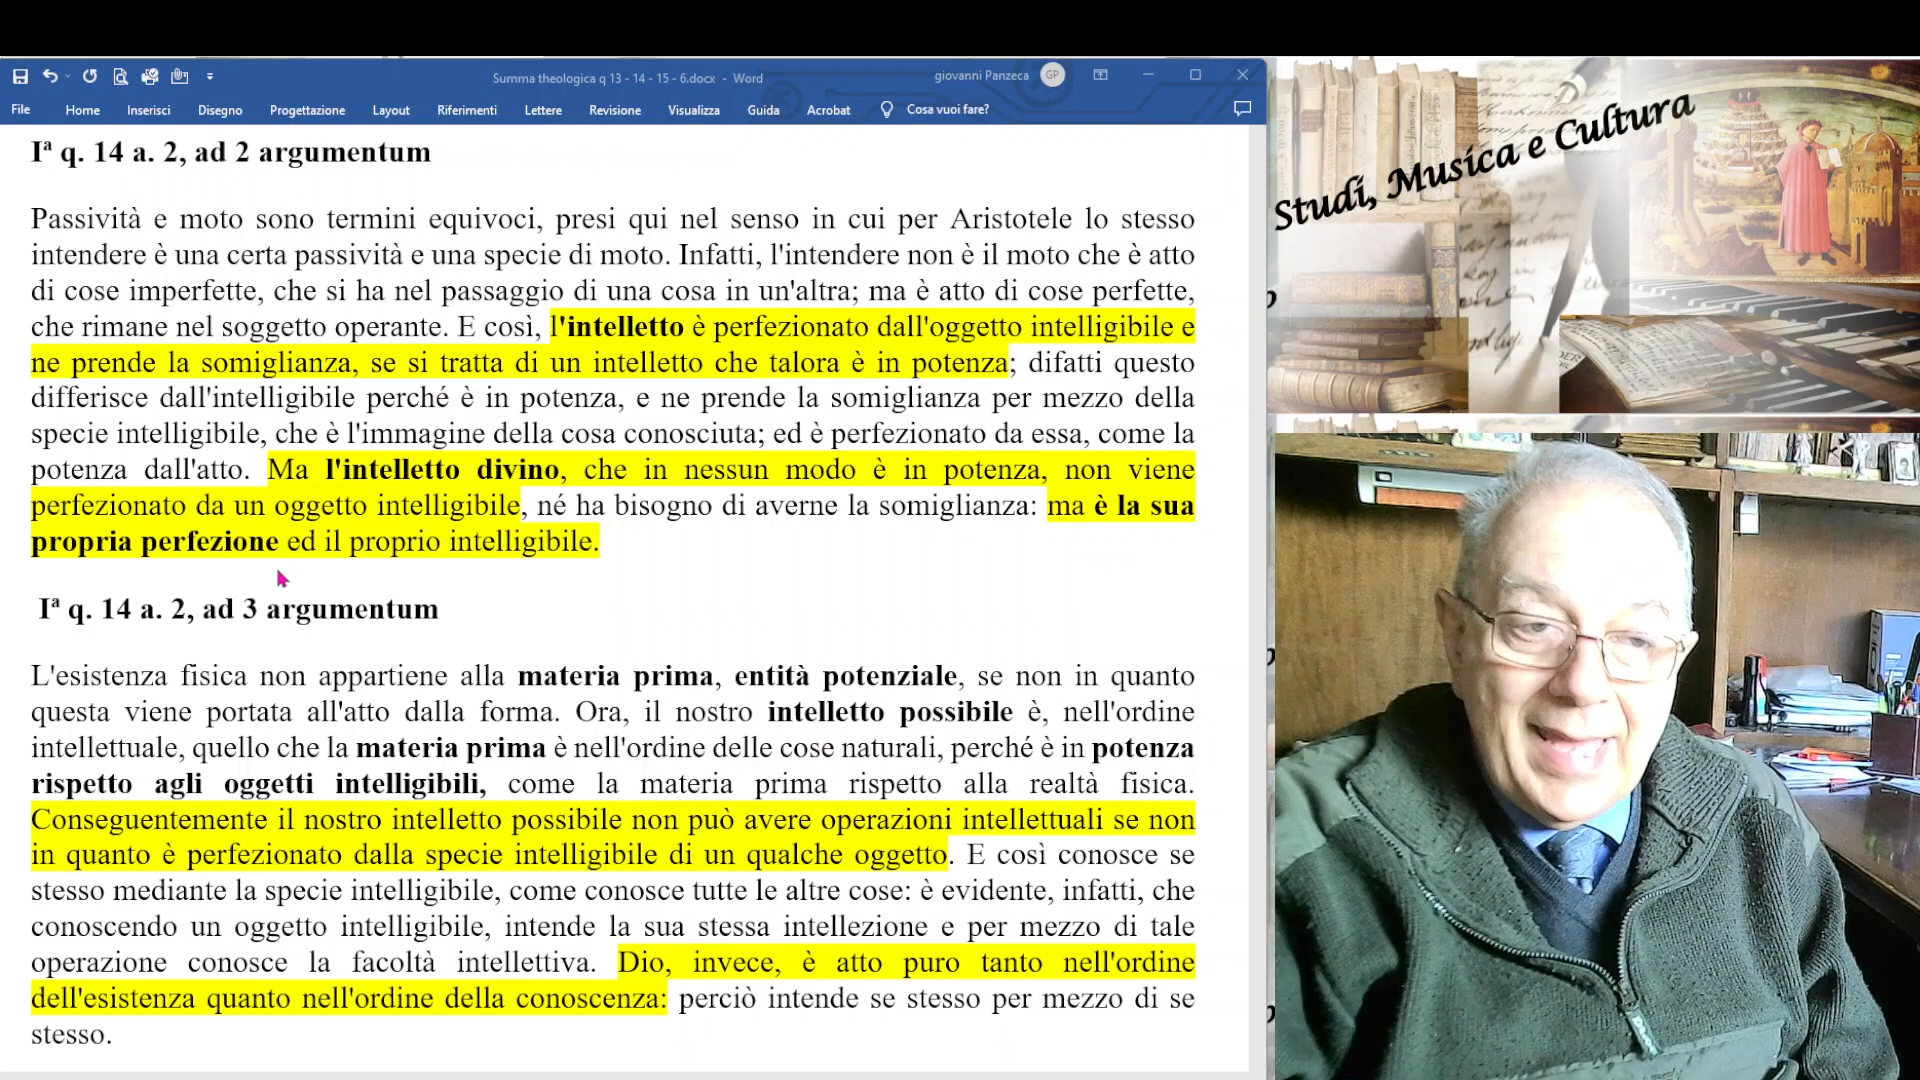 Summa theologica q 13 - 14 - 15 - 6.docx - Word
giovanni Panzeca
GP
File
Home
Inserisci
Disegno
Progettazione
Layout
Riferimenti
Lettere
Revisione
Visualizza
Guida
Acrobat
Cosa vuoi fare?
Iª q. 14 a. 2, ad 2 argumentum
Passività e moto sono termini equivoci, presi qui nel senso in cui per Aristotele lo stesso
intendere è una certa passività e una specie di moto. Infatti, l'intendere non è il moto che è atto
di cose imperfette, che si ha nel passaggio di una cosa in un'altra; ma è atto di cose perfette,
che rimane nel soggetto operante. E così, l'intelletto è perfezionato dall'oggetto intelligibile e
ne prende la somiglianza, se si tratta di un intelletto che talora è in potenza; difatti questo
differisce dall'intelligibile perché è in potenza, e ne prende la somiglianza per mezzo della
specie intelligibile, che è l'immagine della cosa conosciuta; ed è perfezionato da essa, come la
potenza dall'atto. Ma l'intelletto divino, che in nessun modo è in potenza, non viene
perfezionato da un oggetto intelligibile, né ha bisogno di averne la somiglianza: ma è la sua
propria perfezione ed il proprio intelligibile.
Iª q. 14 a. 2, ad 3 argumentum
L'esistenza fisica non appartiene alla materia prima, entità potenziale, se non in quanto
questa viene portata all'atto dalla forma. Ora, il nostro intelletto possibile è, nell'ordine
intellettuale, quello che la materia prima è nell'ordine delle cose naturali, perché è in potenza
rispetto agli oggetti intelligibili, come la materia prima rispetto alla realtà fisica.
Conseguentemente il nostro intelletto possibile non può avere operazioni intellettuali se non
in quanto è perfezionato dalla specie intelligibile di un qualche oggetto. E così conosce se
stesso mediante la specie intelligibile, come conosce tutte le altre cose: è evidente, infatti, che
conoscendo un oggetto intelligibile, intende la sua stessa intellezione e per mezzo di tale
operazione conosce la facoltà intellettiva. Dio, invece, è atto puro tanto nell'ordine
dell'esistenza quanto nell'ordine della conoscenza: perciò intende se stesso per mezzo di se
stesso.
Studi, Musica e Cultura